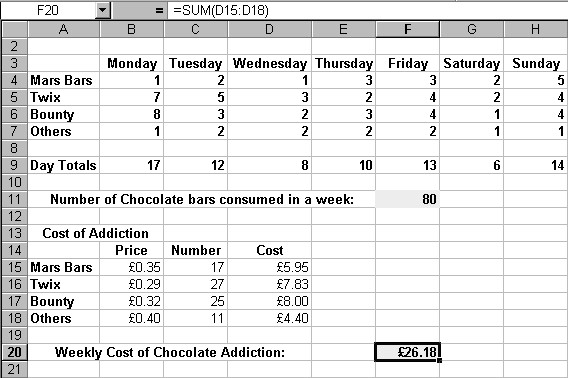 F20 = =SUM(D15:D18)
A B C D E F G H
2
3 Monday Tuesday Wednesday Thursday Friday Saturday Sunday
4 Mars Bars 1 2 1 3 3 2 5
5 Twix 7 5 3 2 4 2 4
6 Bounty 8 3 2 3 4 1 4
7 Others 1 2 2 2 2 1 1
8
9 Day Totals 17 12 8 10 13 6 14
10
11 Number of Chocolate bars consumed in a week: 80
12
13 Cost of Addiction
14 Price Number Cost
15 Mars Bars £0.35 17 £5.95
16 Twix £0.29 27 £7.83
17 Bounty £0.32 25 £8.00
18 Others £0.40 11 £4.40
19
20 Weekly Cost of Chocolate Addiction: £26.18
21